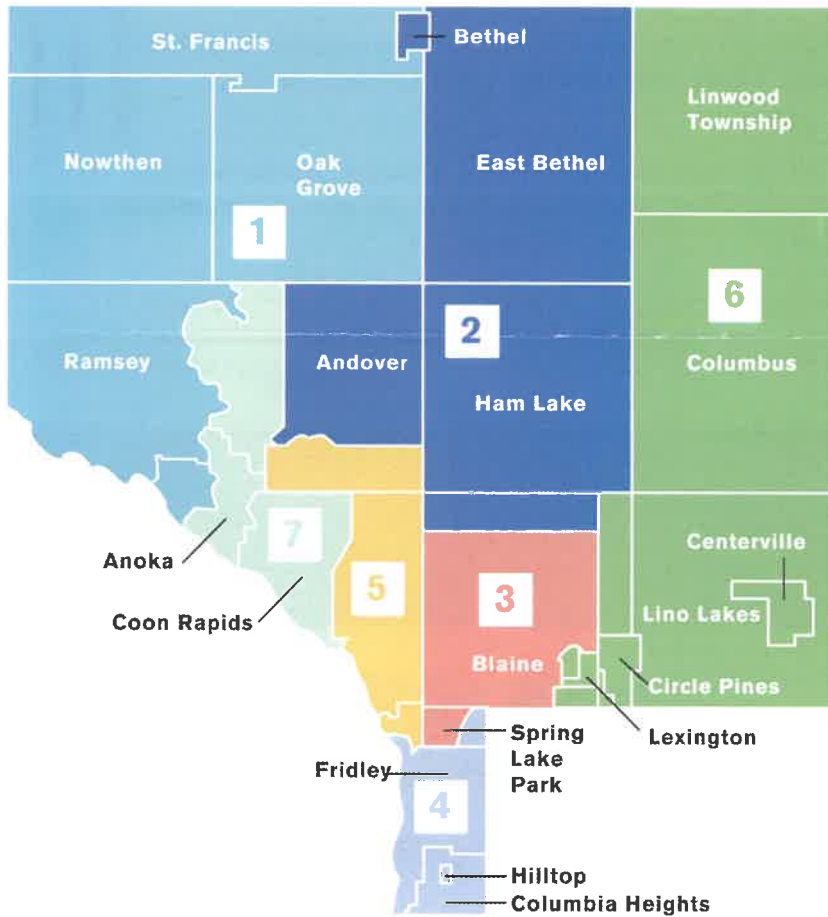 St. Francis
Bethel
Linwood
Township
Nowthen
Oak
Grove
East Bethel
1
6
2
Ramsey
Andover
Columbus
Ham Lake
Centerville
Anoka
7
5
3
Lino Lakes
Coon Rapids
Blaine
Circle Pines
Spring
Lake
Park
Lexington
Fridley
4
Hilltop
Columbia Heights